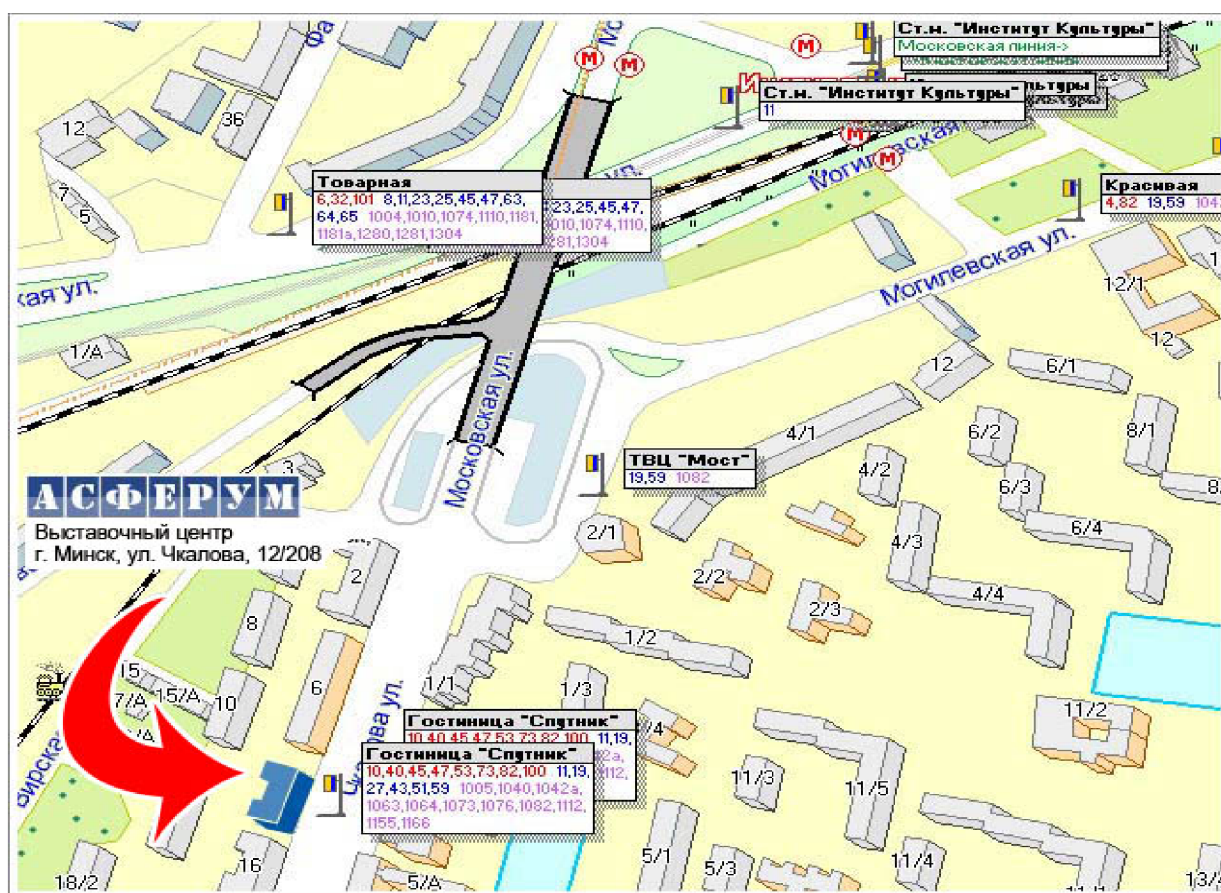 Ст.м. "Институт Культуры"
Московская линия->
Ст.м. "Институт Культуры"
11
Культуры
М
М
М
М
М
12
36
7
5
Товарная
6,32,101 8,11,23,25,45,47,63,
64,65 1004,1010,1074,1110,1181,
1181а,1280,1281,1304
23,25,45,47,
1010,1074,1110,
281,1304
ул.
Могилевская
Красивая
4,82 19,59 1043
кая ул.
Могилевская ул.
12/1
12
1/А
Московская ул.
12
6/1
4/1
6/2
8/1
4/2
6/3
6/4
3
ТВЦ "Мост"
19,59 1082
АСФЕРУМ
Выставочный центр
г. Минск, ул. Чкалова, 12/208
2/1
2
2/2
4/3
4/4
2/3
8
6
10
15
15/А
7/А
1/1
1/2
1/3
11/2
Гостиница "Спутник"
10,40,45,47,53,73,82,100 11,19,
Гостиница "Спутник"
10,40,45,47,53,73,82,100 11,19,
27,43,51,59 1005,1040,1042а,
1063,1064,1073,1076,1082,1112,
1155,1166
11/3
11/5
16
18/2
5/А
5/1
5/3
11/4
13/4